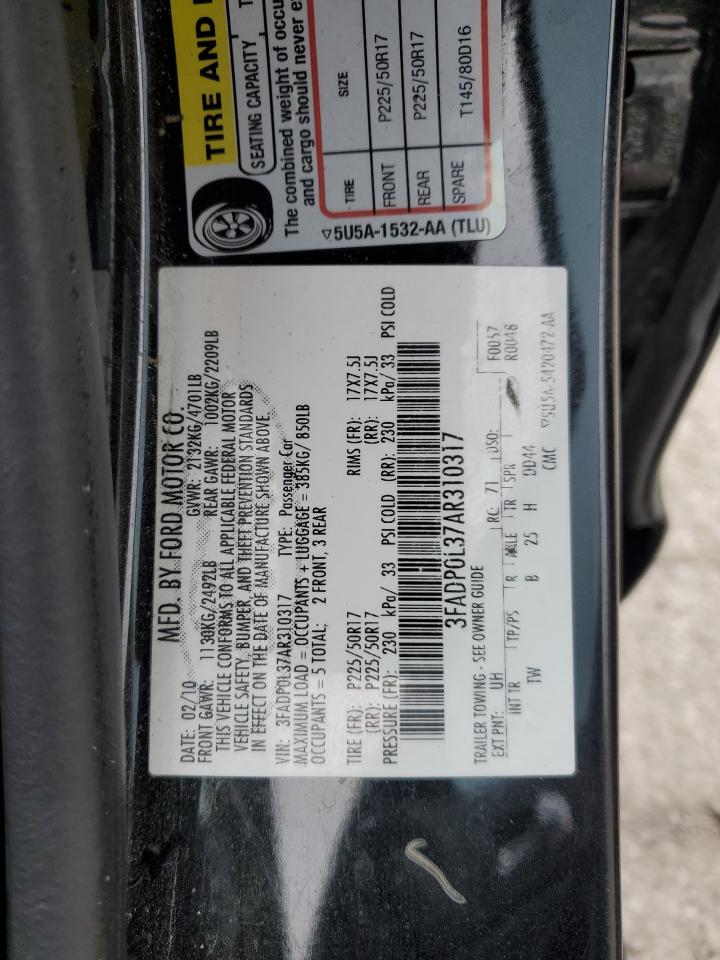 MFD. BY FORD MOTOR CO.
DATE: 02/10 GVWR: 2132KG/4701LB
FRONT GAWR: 1130KG/2492LB REAR GAWR: 1002KG/2209LB
THIS VEHICLE CONFORMS TO ALL APPLICABLE FEDERAL MOTOR
VEHICLE SAFETY, BUMPER, AND THEFT PREVENTION STANDARDS
IN EFFECT ON THE DATE OF MANUFACTURE SHOWN ABOVE.
VIN: 3FADP0L37AR310317 TYPE: Passenger Car
MAXIMUM LOAD = OCCUPANTS + LUGGAGE = 385KG/ 850LB
OCCUPANTS = 5 TOTAL; 2 FRONT, 3 REAR
TIRE (FR): P225/50R17 RIMS (FR): 17X7.5J
(RR): P225/50R17 (RR): 17X7.5J
PRESSURE (FR): 230 kPa/ 33 PSI COLD (RR): 230 kPa/ 33 PSI COLD
3FADP0L37AR310317
TRAILER TOWING - SEE OWNER GUIDE
EXT PNT: UH RC: 71 DSO: F0057
INT TR TP/PS R AXLE TR SPR R0048
TW B 25 H DD44
CMC ▽5U5A-5420472-AA
TIRE AND
SEATING CAPACITY
The combined weight of occu
and cargo should never e
TIRE SIZE
FRONT P225/50R17
REAR P225/50R17
SPARE T145/80D16
▽5U5A-1532-AA (TLU)